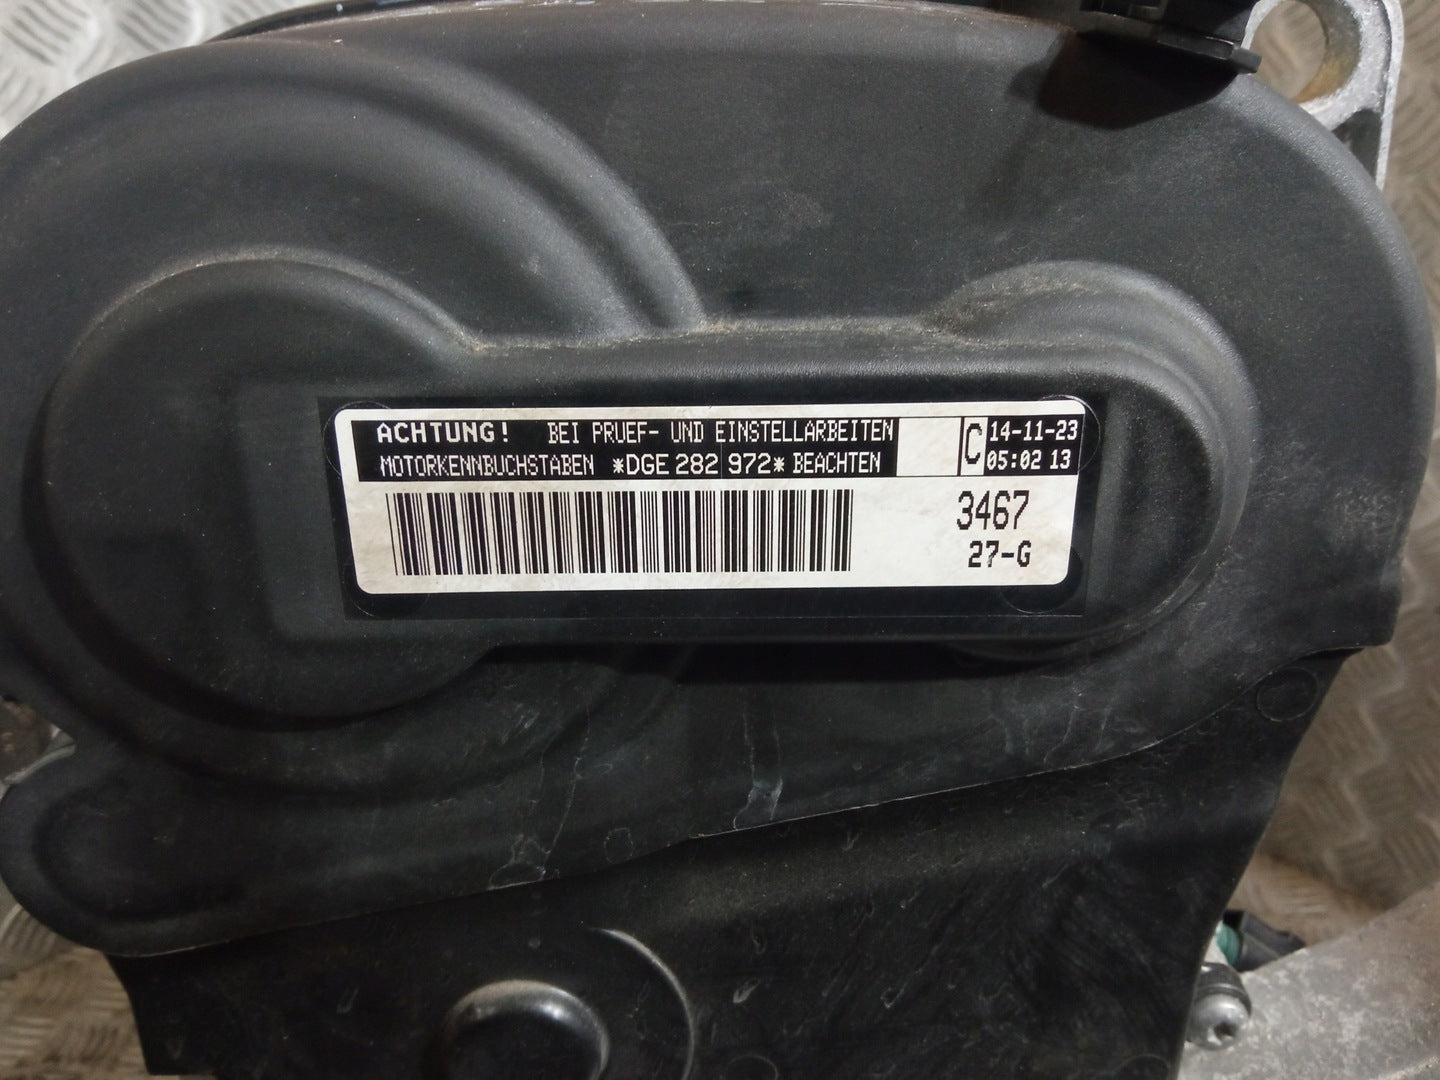 ACHTUNG! BEI PRUEF- UND EINSTELLARBEITEN
MOTORKENNBUCHSTABEN *DGE 282 972* BEACHTEN
C
14-11-23
05:02 13
3467
27-G